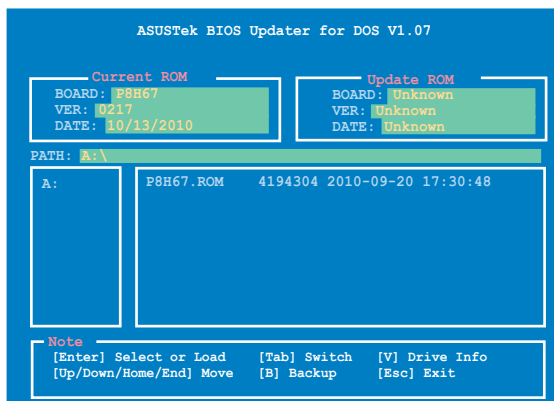 ASUSTek BIOS Updater for DOS V1.07
Current ROM
BOARD: P8H67
VER: 0217
DATE: 10/13/2010
Update ROM
BOARD: Unknown
VER: Unknown
DATE: Unknown
PATH: A:\
A:
P8H67.ROM 4194304 2010-09-20 17:30:48
Note
[Enter] Select or Load [Tab] Switch [V] Drive Info
[Up/Down/Home/End] Move [B] Backup [Esc] Exit